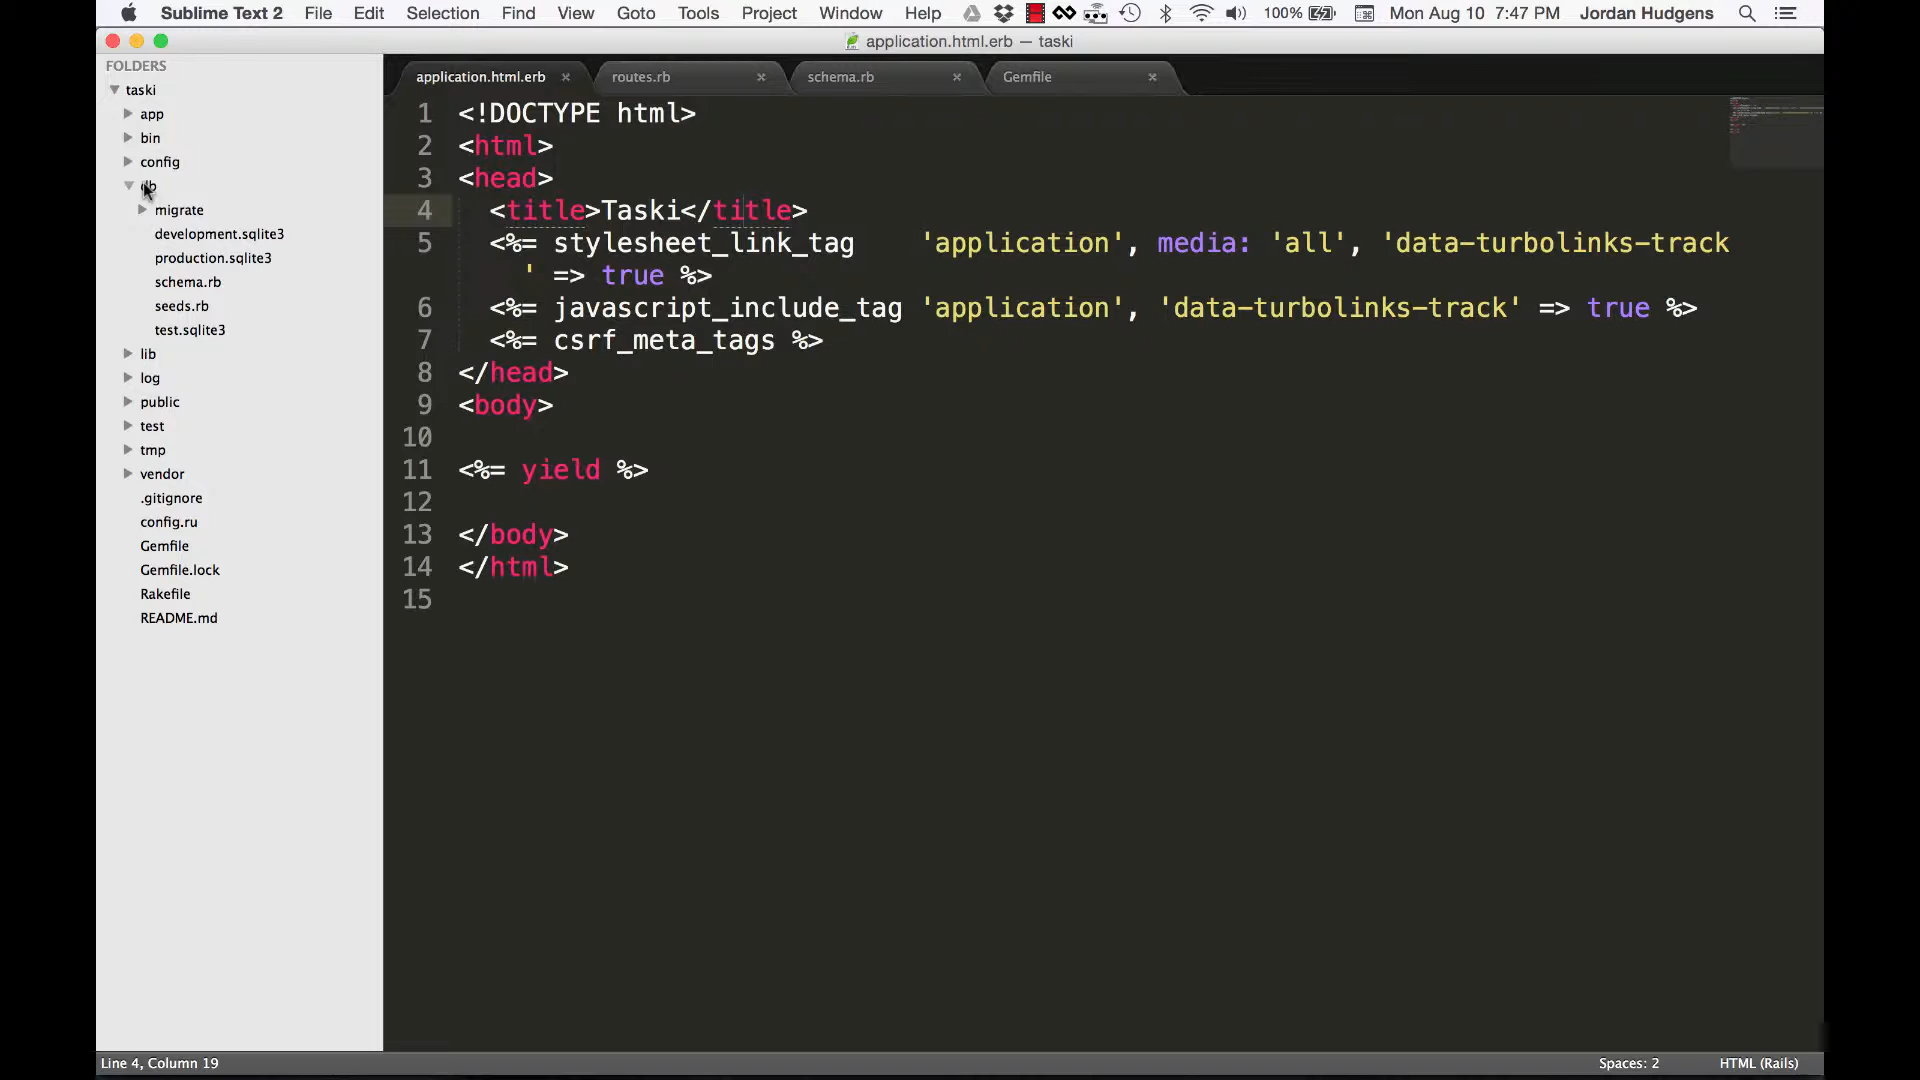 Sublime Text 2 File Edit Selection Find View Goto Tools Project Window Help 100% Mon Aug 10 7:47 PM Jordan Hudgens
application.html.erb — taski
FOLDERS
taski
app
bin
config
db
migrate
development.sqlite3
production.sqlite3
schema.rb
seeds.rb
test.sqlite3
lib
log
public
test
tmp
vendor
.gitignore
config.ru
Gemfile
Gemfile.lock
Rakefile
README.md
application.html.erb × routes.rb × schema.rb × Gemfile ×
1 <!DOCTYPE html>
2 <html>
3 <head>
4 <title>Taski</title>
5 <%= stylesheet_link_tag    'application', media: 'all', 'data-turbolinks-track
' => true %>
6 <%= javascript_include_tag 'application', 'data-turbolinks-track' => true %>
7 <%= csrf_meta_tags %>
8 </head>
9 <body>
10
11 <%= yield %>
12
13 </body>
14 </html>
15
Line 4, Column 19 Spaces: 2 HTML (Rails)